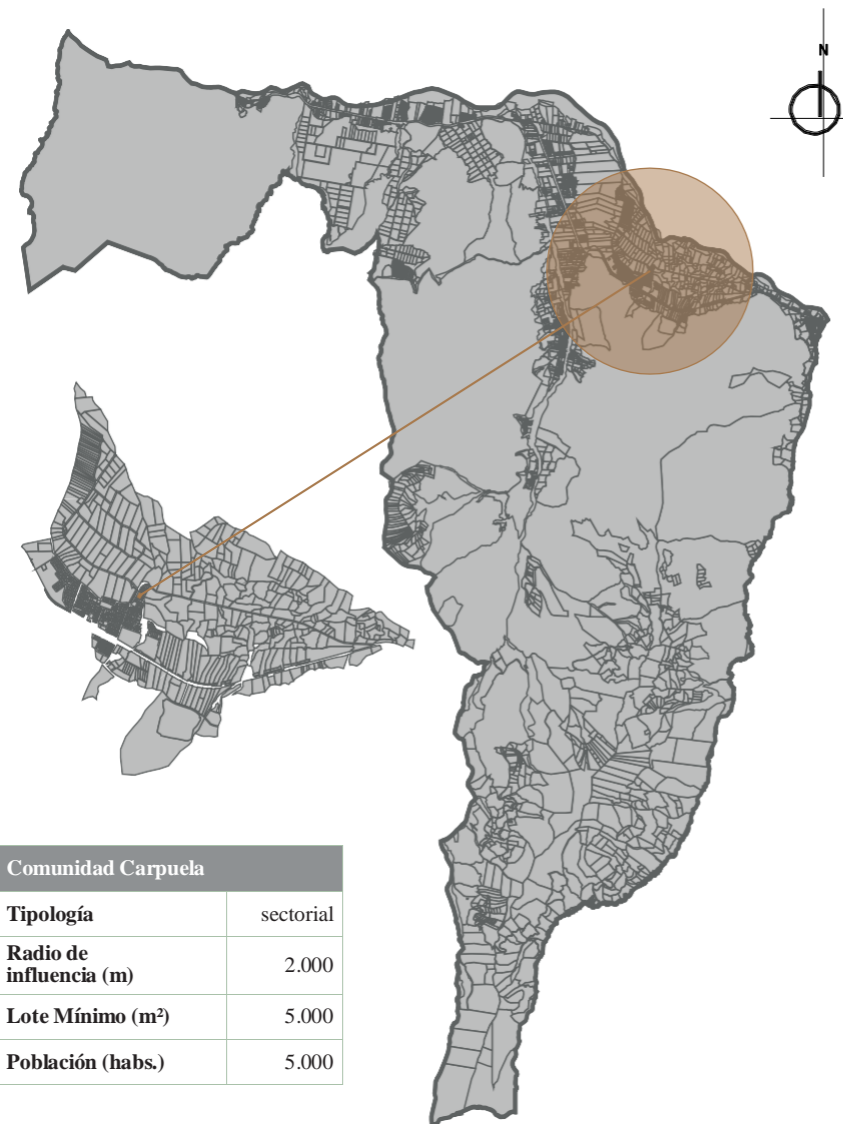 N
Comunidad Carpuela
Tipología sectorial
Radio de
influencia (m) 2.000
Lote Mínimo (m²) 5.000
Población (habs.) 5.000